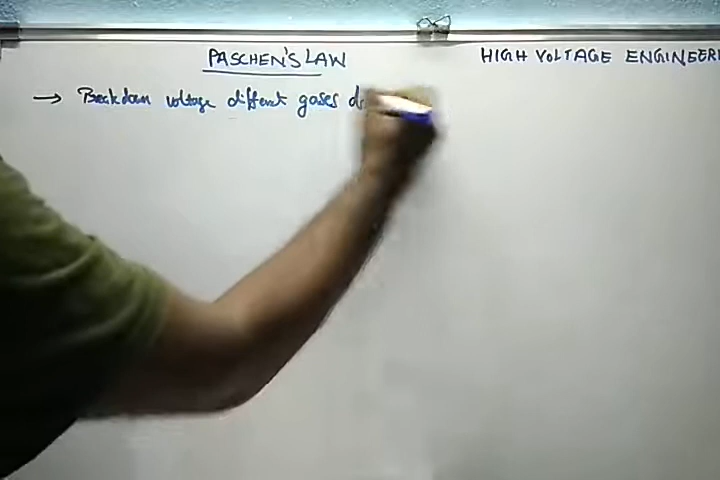 PASCHEN'S LAW
HIGH VOLTAGE ENGINEERI
→ Breakdown voltage different gases d